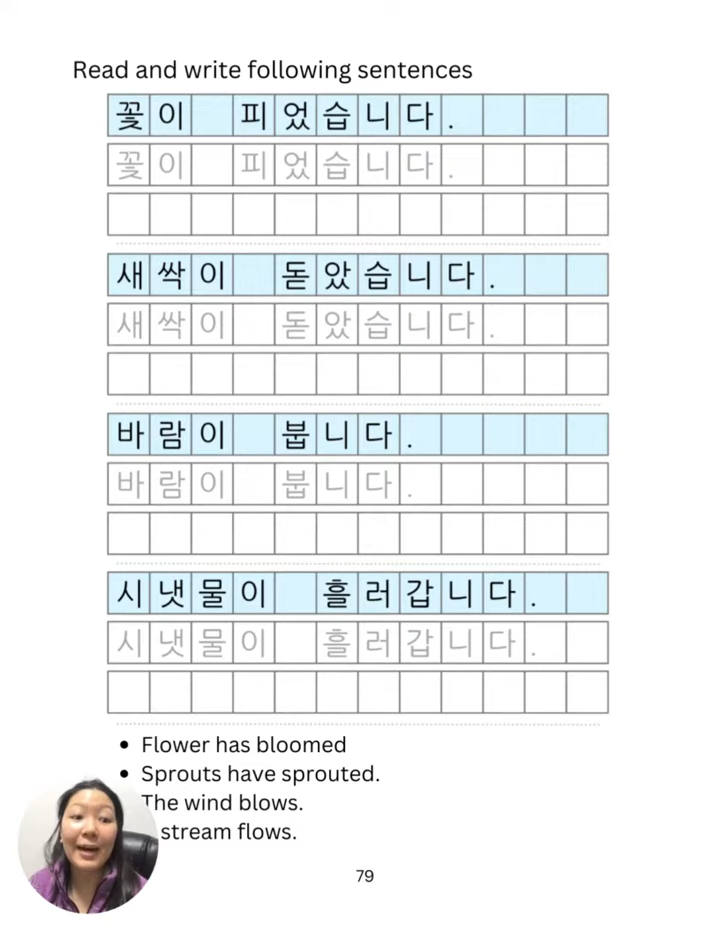 Read and write following sentences
꽃이 피었습니다.
꽃이 피었습니다.
새싹이 돋았습니다.
새싹이 돋았습니다.
바람이 붑니다.
바람이 붑니다.
시냇물이 흘러갑니다.
시냇물이 흘러갑니다.
• Flower has bloomed
• Sprouts have sprouted.
The wind blows.
stream flows.
79